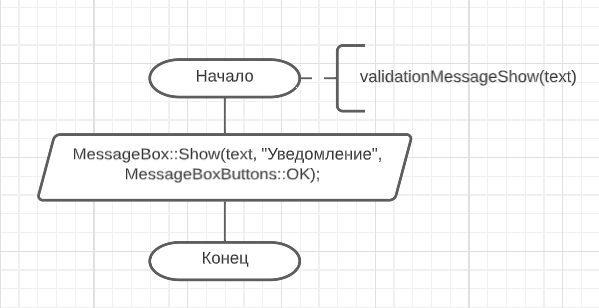 Начало
validationMessageShow(text)
MessageBox::Show(text, "Уведомление",
MessageBoxButtons::OK);
Конец